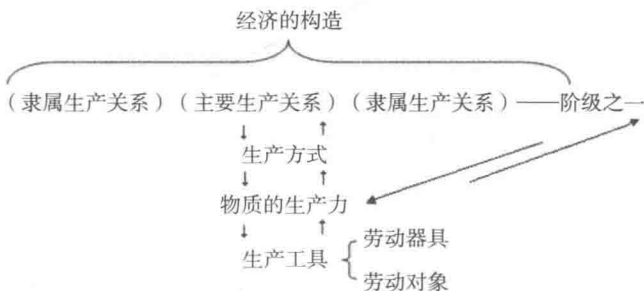 经济的构造
（隶属生产关系）（主要生产关系）（隶属生产关系）——阶级之—
生产方式
物质的生产力
生产工具
劳动器具
劳动对象